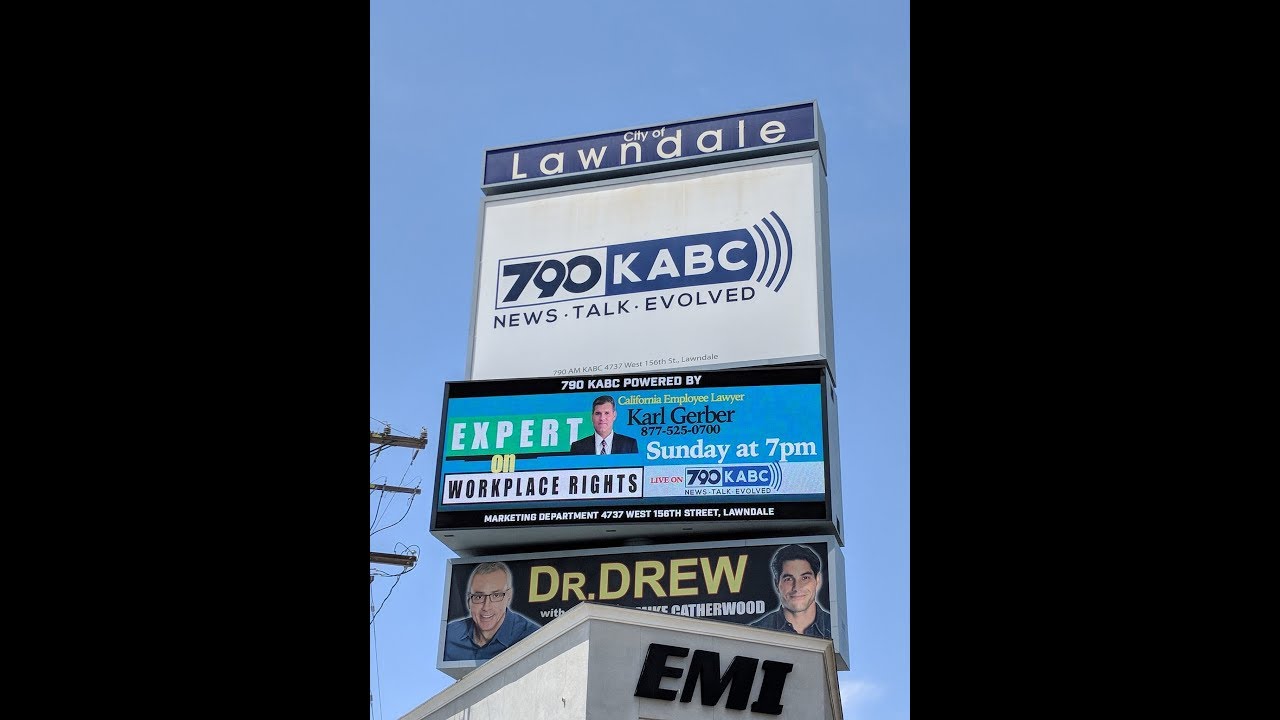 City of
Lawndale
790 KABC
NEWS · TALK · EVOLVED
790 AM KABC 4737 West 156th St., Lawndale
790 KABC POWERED BY
California Employee Lawyer
Karl Gerber
877-525-0700
EXPERT
on
WORKPLACE RIGHTS
Sunday at 7pm
LIVE ON 790 KABC
NEWS · TALK · EVOLVED
MARKETING DEPARTMENT 4737 WEST 156TH STREET, LAWNDALE
DR. DREW
with MIKE CATHERWOOD
EMI